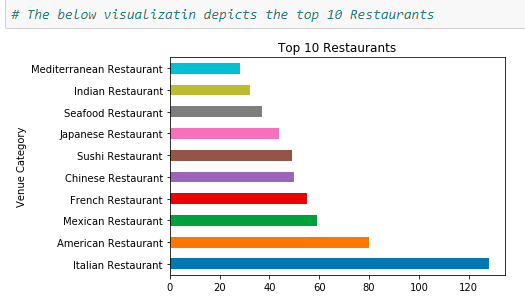 # The below visualizatin depicts the top 10 Restaurants
Top 10 Restaurants
Mediterranean Restaurant
Indian Restaurant
Seafood Restaurant
Japanese Restaurant
Sushi Restaurant
Chinese Restaurant
French Restaurant
Mexican Restaurant
American Restaurant
Italian Restaurant
Venue Category
0 20 40 60 80 100 120